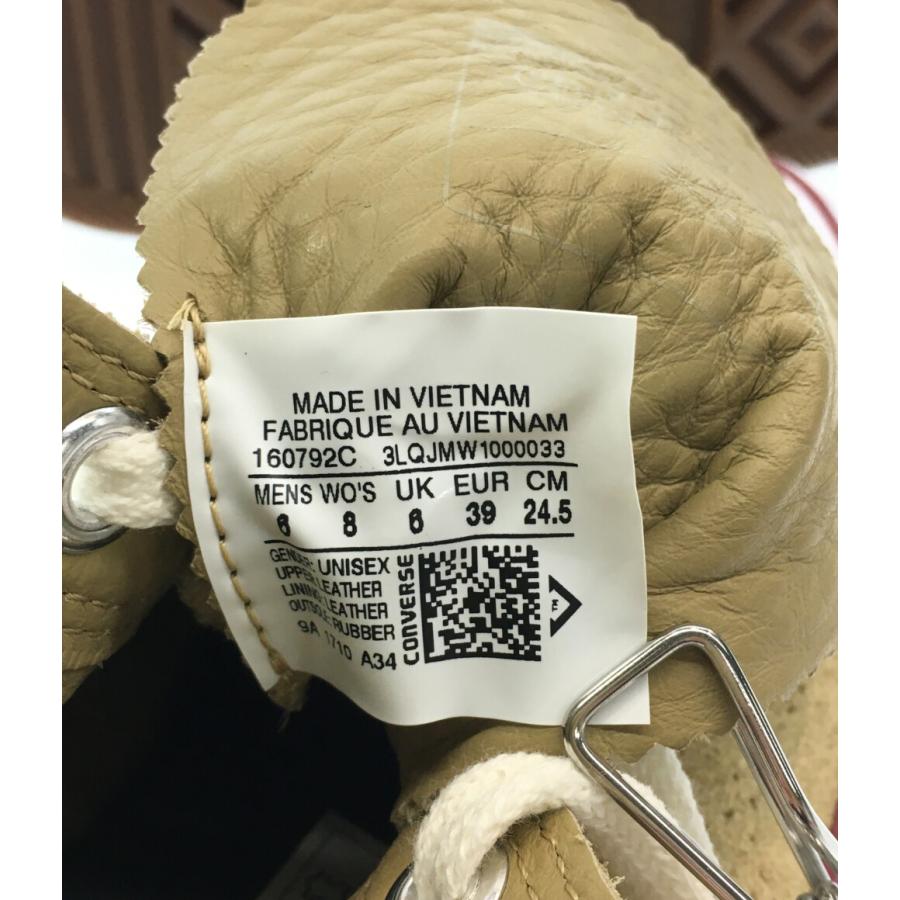 MADE IN VIETNAM
FABRIQUE AU VIETNAM
160792C 3LQJMW1000033
MENS WO'S UK EUR CM
6 8 6 39 24.5
GENDER: UNISEX
UPPER: LEATHER
LINING: LEATHER
OUTSOLE: RUBBER
9A 1710 A34
CONVERSE